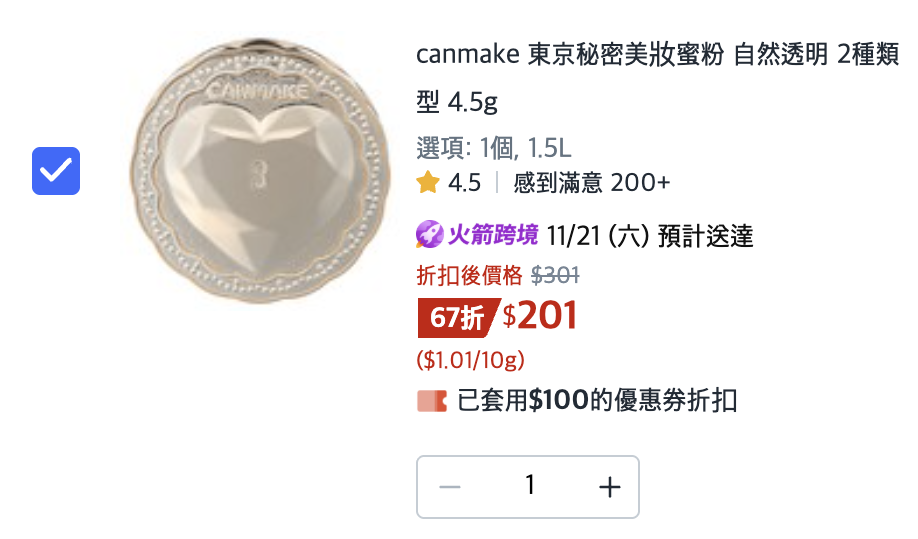 CANMAKE
canmake 東京秘密美妝蜜粉 自然透明 2種類
型 4.5g
選項: 1個, 1.5L
4.5 感到滿意 200+
火箭跨境 11/21 (六) 預計送達
折扣後價格 $301
67折 $201
($1.01/10g)
已套用$100的優惠券折扣
1